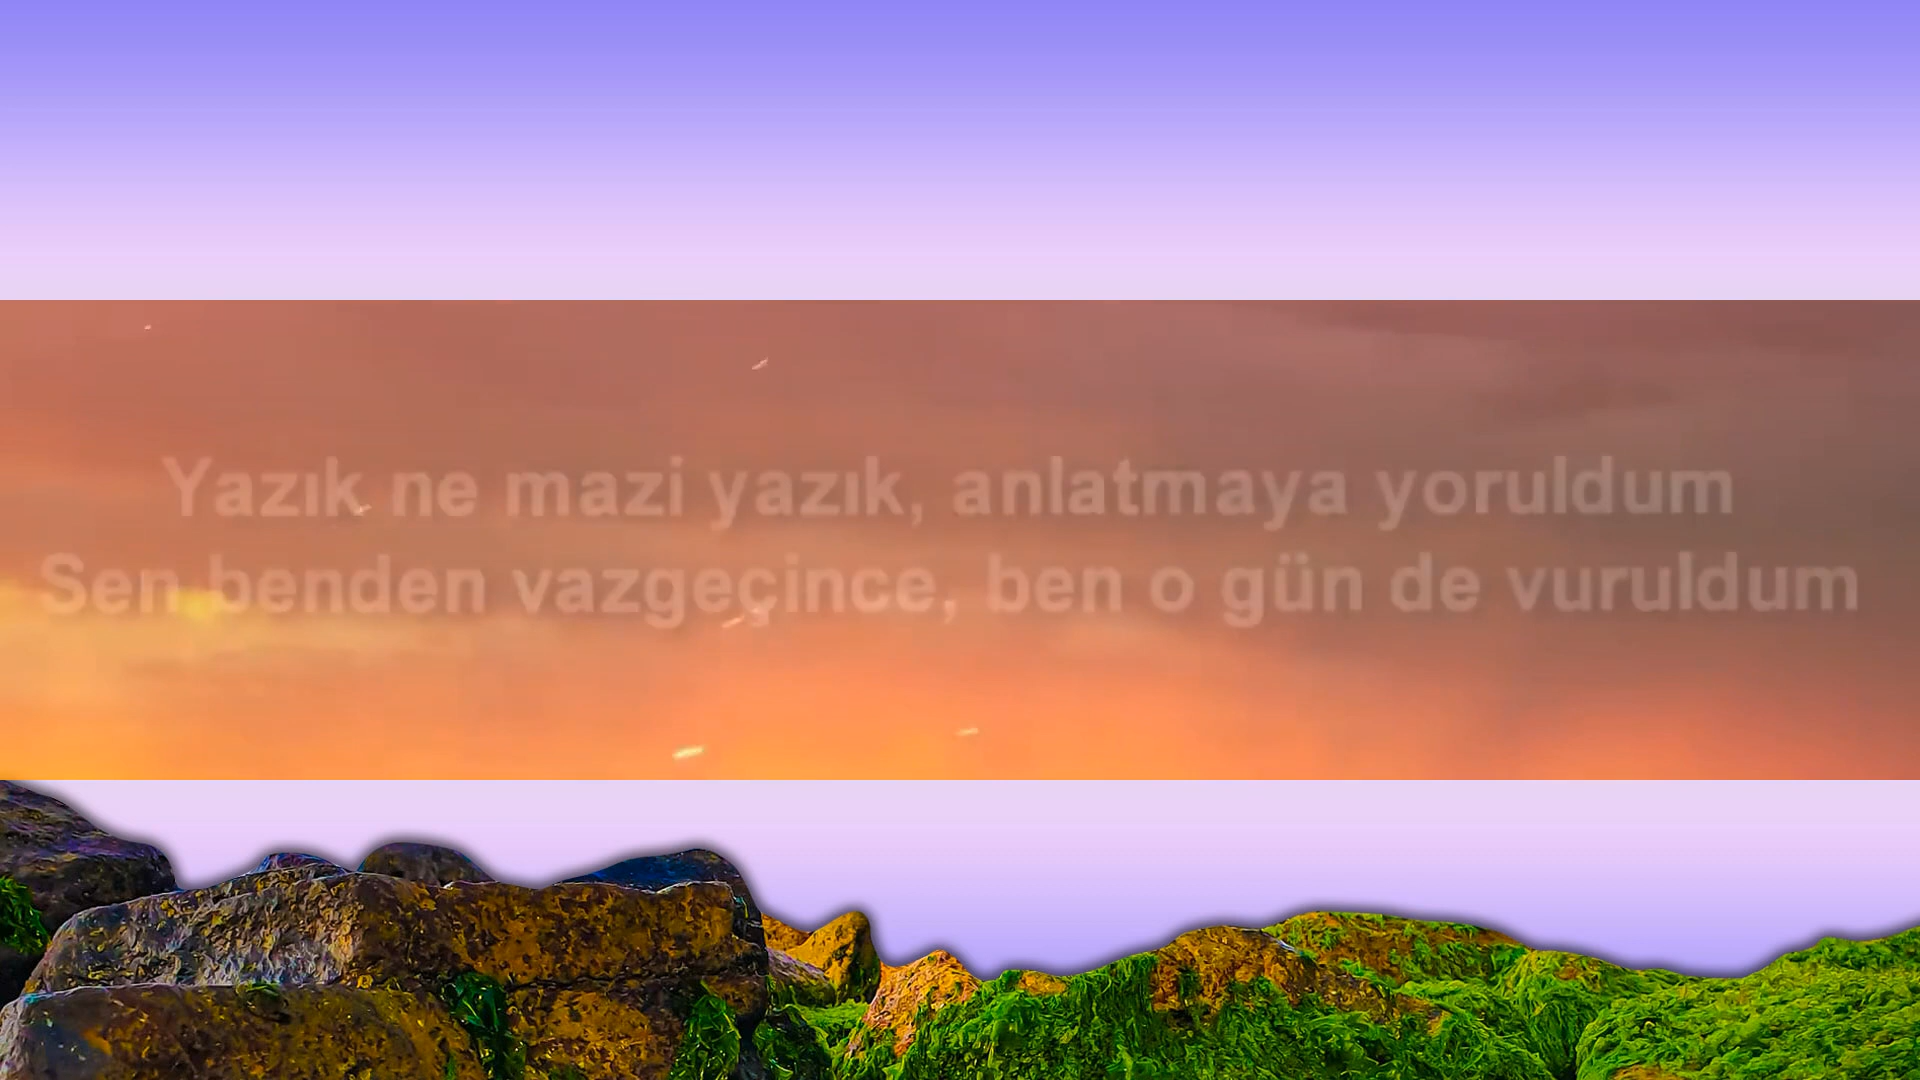 Yazık ne mazi yazık, anlatmaya yoruldum
Sen benden vazgeçince, ben o gün de vuruldum